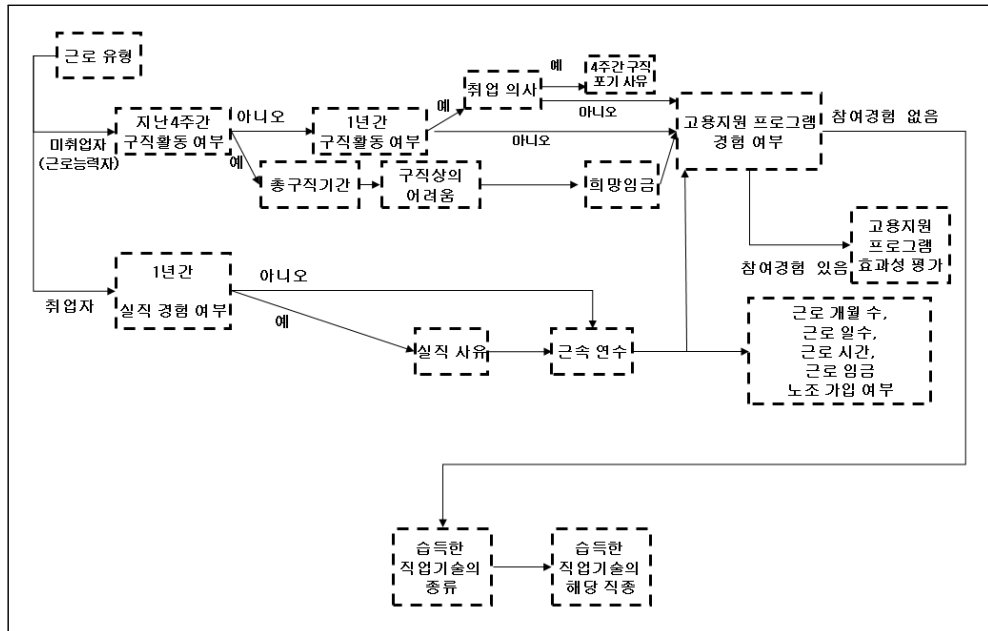 근로 유형
예
4주간 구직
포기 사유
취업 의사
예
마니오
지난4주간
구직활동 여부
아니오
1년간
구직활동 여부
마니오
고용지원 프로그램
경험 여부
참여경험 없음
미취업자
(근로능력자)
예
총구직기간
구직상의
어려움
희망임금
고용지원
프로그램
효과성 평가
참여경험 있음
1년간
실직 경험 여부
아니오
취업자
예
실직 사유
근속 연수
근로 개월 수,
근로 일수,
근로 시간,
근로 임금
노조 가입 여부
습득한
직업기술의
종류
습득한
직업기술의
해당 직종